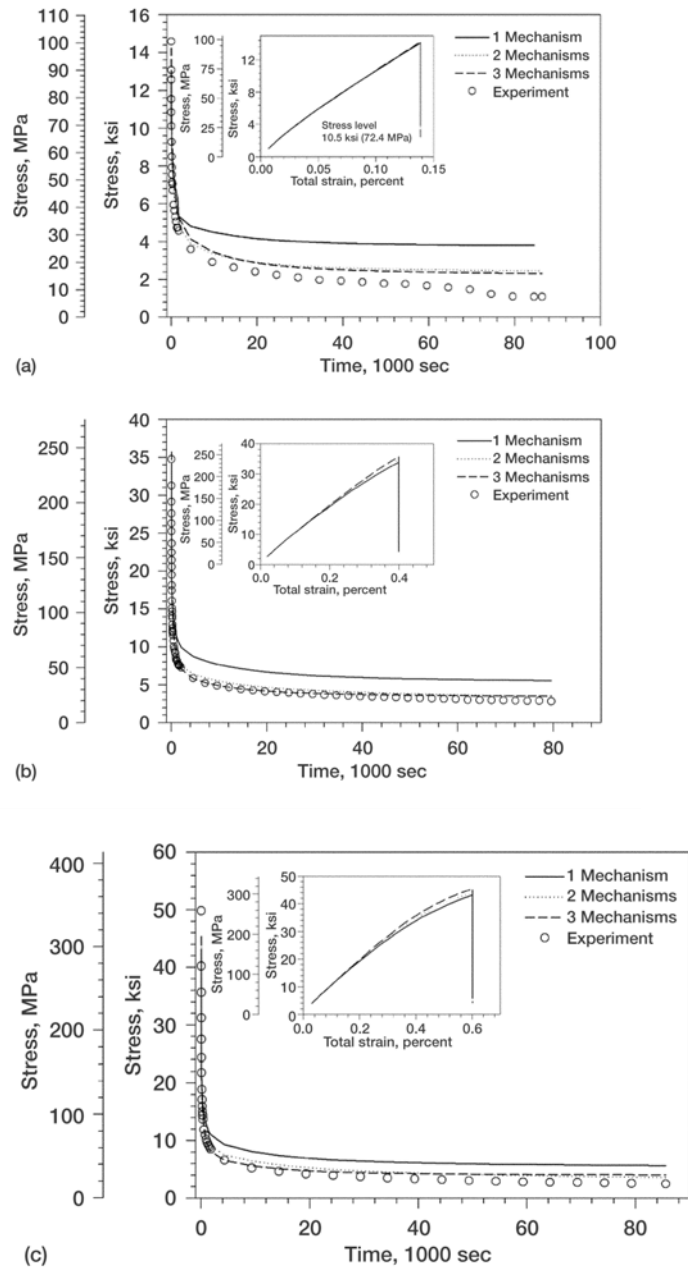 110
100
90
80
70
60
50
40
30
20
10
0
Stress, MPa
16
14
12
10
8
6
4
2
0
Stress, ksi
100
75
50
25
0
Stress, MPa
12
8
4
0
Stress, ksi
Stress level
10.5 ksi (72.4 MPa)
0.00 0.05 0.10 0.15
Total strain, percent
1 Mechanism
2 Mechanisms
3 Mechanisms
Experiment
0 20 40 60 80 100
Time, 1000 sec
(a)
250
200
150
100
50
0
Stress, MPa
40
35
30
25
20
15
10
5
0
Stress, ksi
250
200
150
100
50
0
Stress, MPa
40
30
20
10
0
Stress, ksi
0.0 0.2 0.4
Total strain, percent
1 Mechanism
2 Mechanisms
3 Mechanisms
Experiment
0 20 40 60 80
Time, 1000 sec
(b)
400
300
200
100
0
Stress, MPa
60
50
40
30
20
10
0
Stress, ksi
300
200
100
0
Stress, MPa
50
40
30
20
10
0
Stress, ksi
0.0 0.2 0.4 0.6
Total strain, percent
1 Mechanism
2 Mechanisms
3 Mechanisms
Experiment
0 20 40 60 80
Time, 1000 sec
(c)